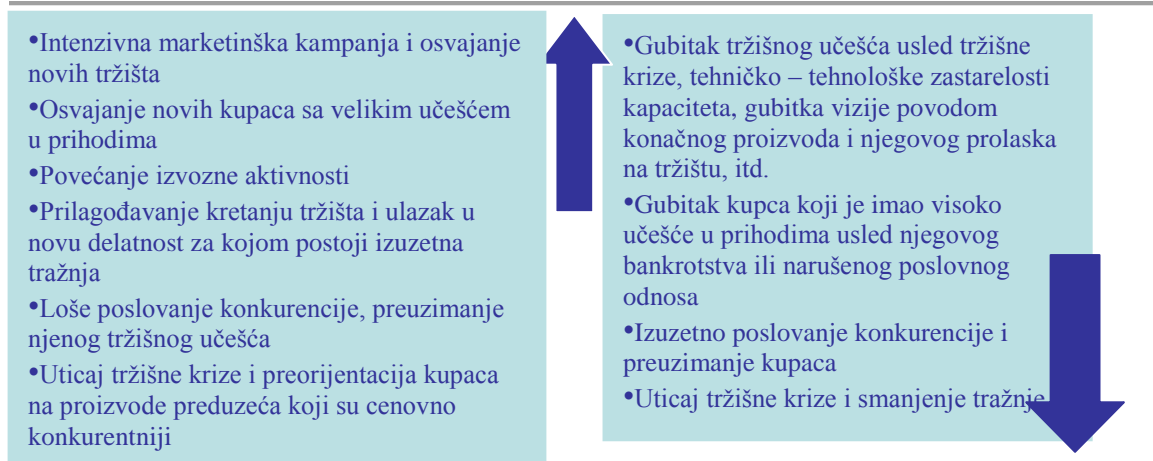 •Intenzivna marketinška kampanja i osvajanje
novih tržišta
•Osvajanje novih kupaca sa velikim učešćem
u prihodima
•Povećanje izvozne aktivnosti
•Prilagođavanje kretanju tržišta i ulazak u
novu delatnost za kojom postoji izuzetna
tražnja
•Loše poslovanje konkurencije, preuzimanje
njenog tržišnog učešća
•Uticaj tržišne krize i preorijentacija kupaca
na proizvode preduzeća koji su cenovno
konkurentniji
•Gubitak tržišnog učešća usled tržišne
krize, tehničko – tehnološke zastarelosti
kapaciteta, gubitka vizije povodom
konačnog proizvoda i njegovog prolaska
na tržištu, itd.
•Gubitak kupca koji je imao visoko
učešće u prihodima usled njegovog
bankrotstva ili narušenog poslovnog
odnosa
•Izuzetno poslovanje konkurencije i
preuzimanje kupaca
•Uticaj tržišne krize i smanjenje tražnje